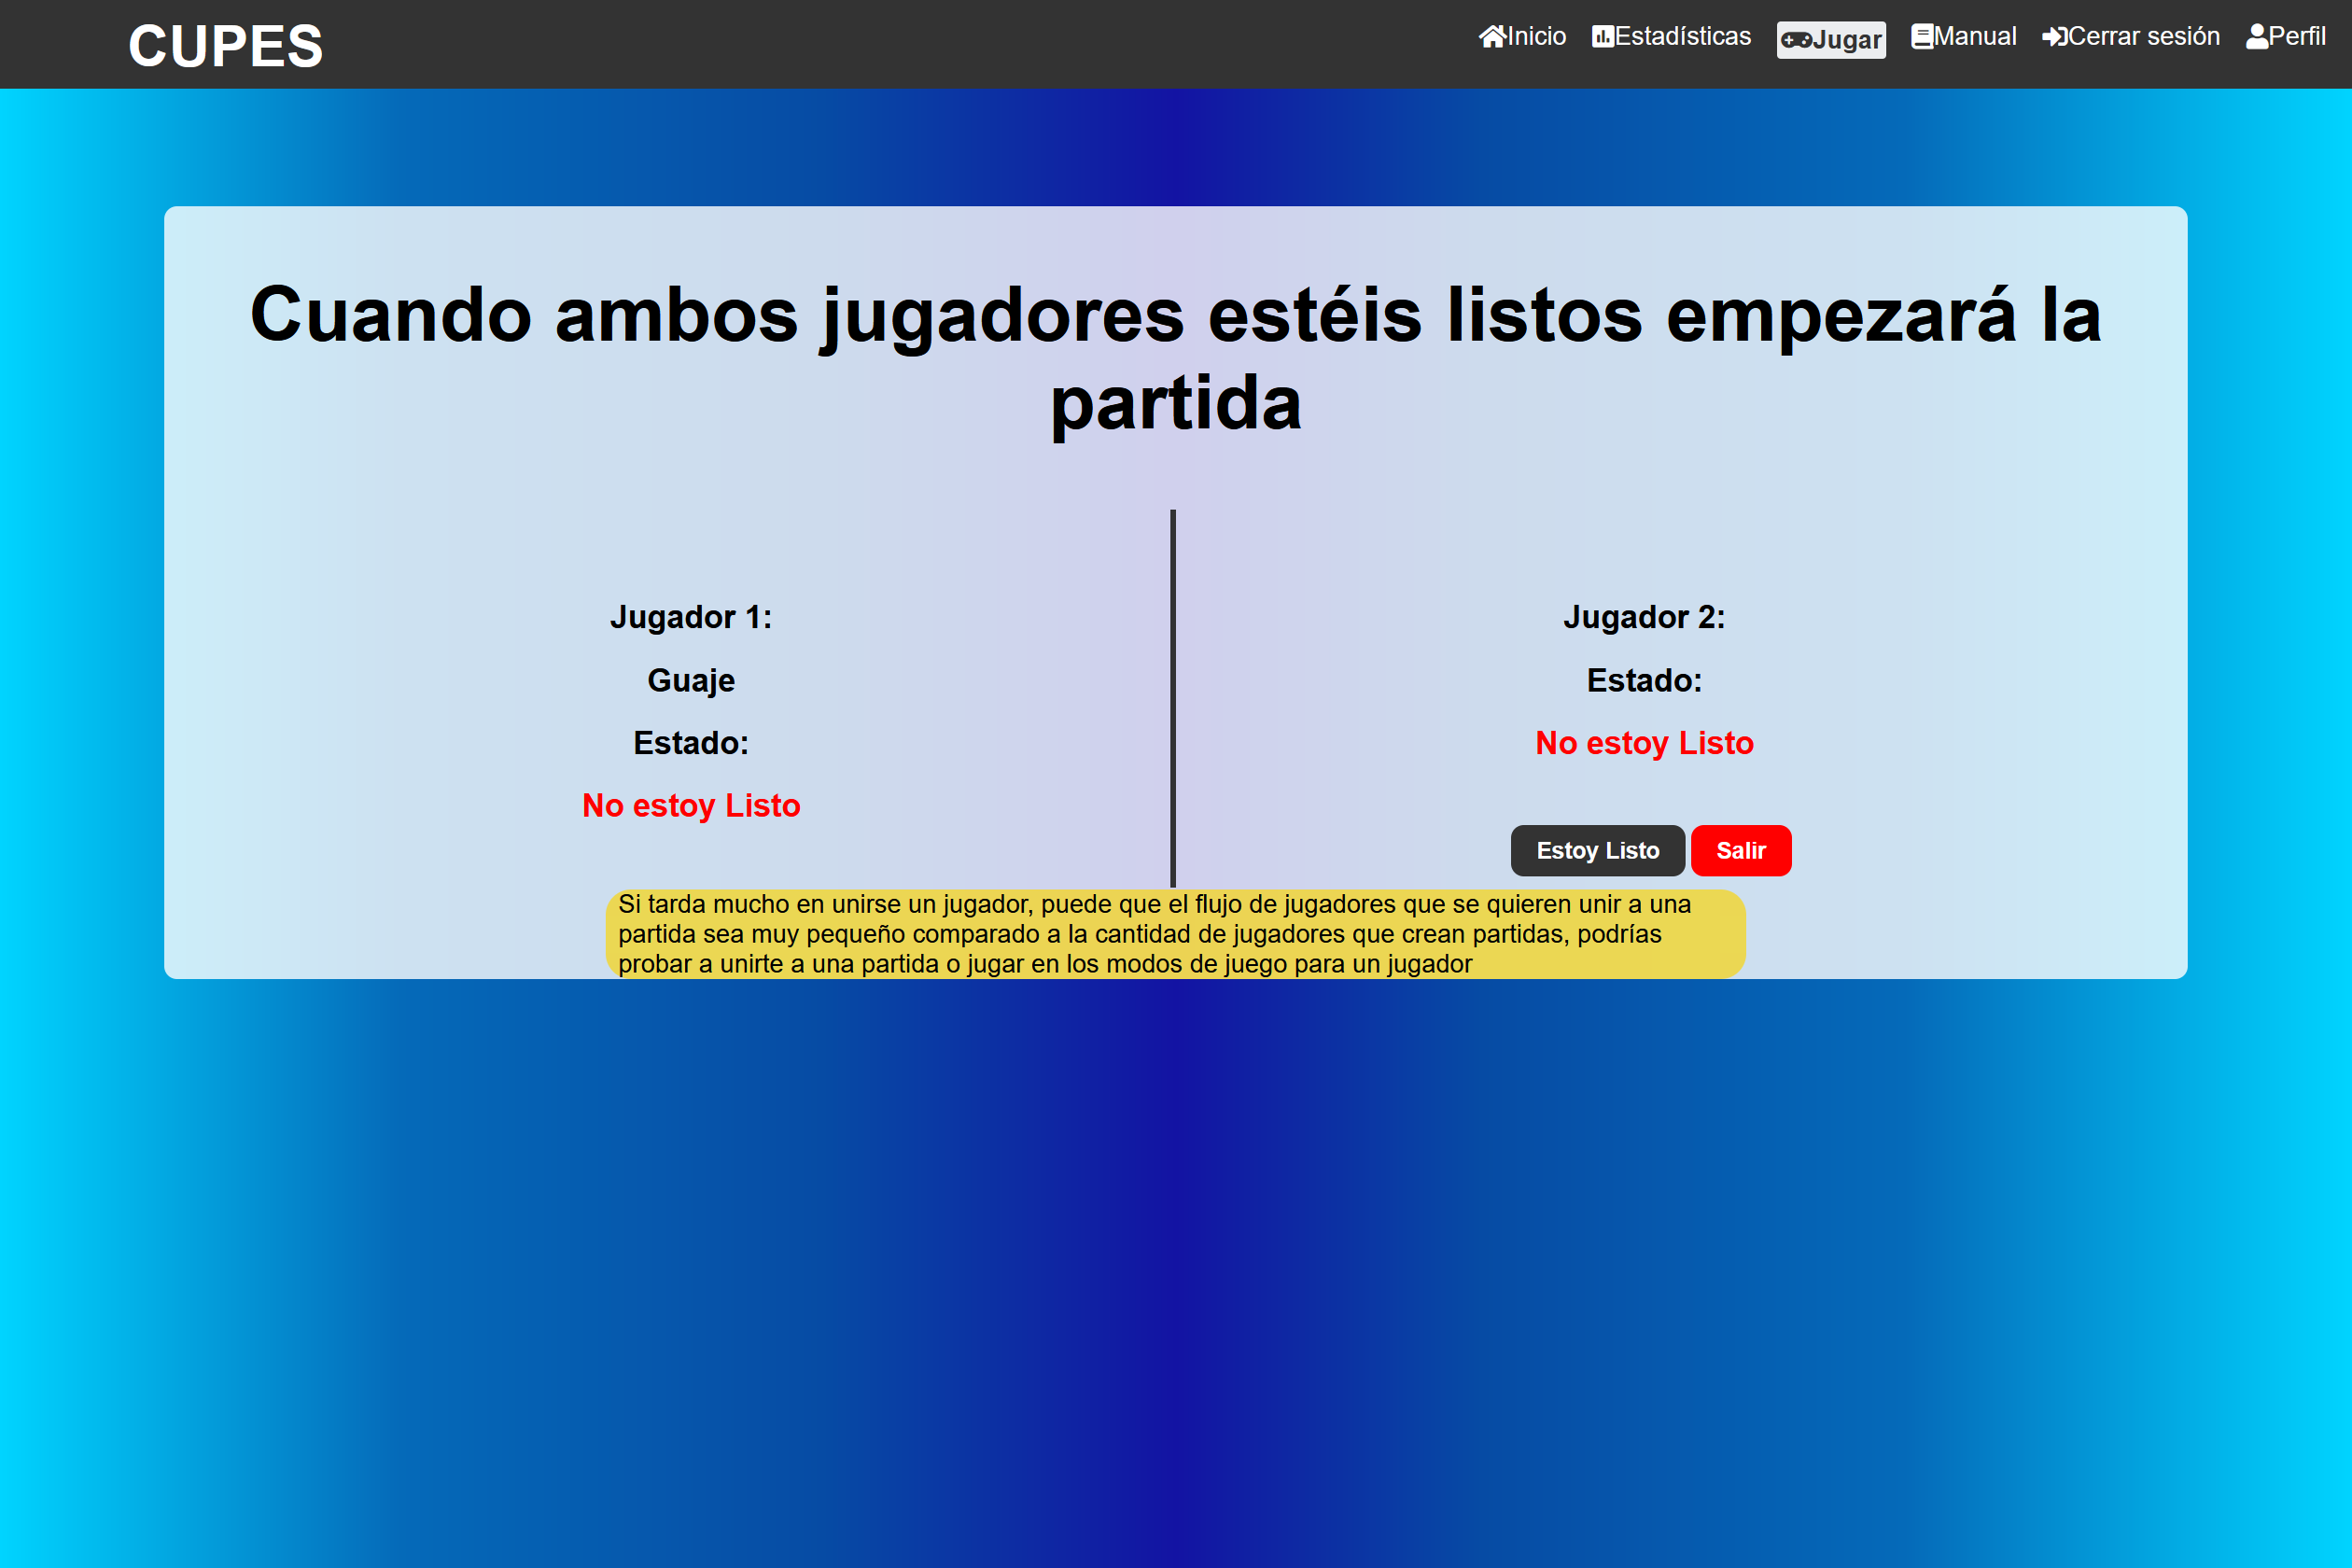 CUPES
Inicio
Estadísticas
Jugar
Manual
Cerrar sesión
Perfil
Cuando ambos jugadores estéis listos empezará la
partida
Jugador 1:
Guaje
Estado:
No estoy Listo
Jugador 2:
Estado:
No estoy Listo
Estoy Listo
Salir
Si tarda mucho en unirse un jugador, puede que el flujo de jugadores que se quieren unir a una
partida sea muy pequeño comparado a la cantidad de jugadores que crean partidas, podrías
probar a unirte a una partida o jugar en los modos de juego para un jugador